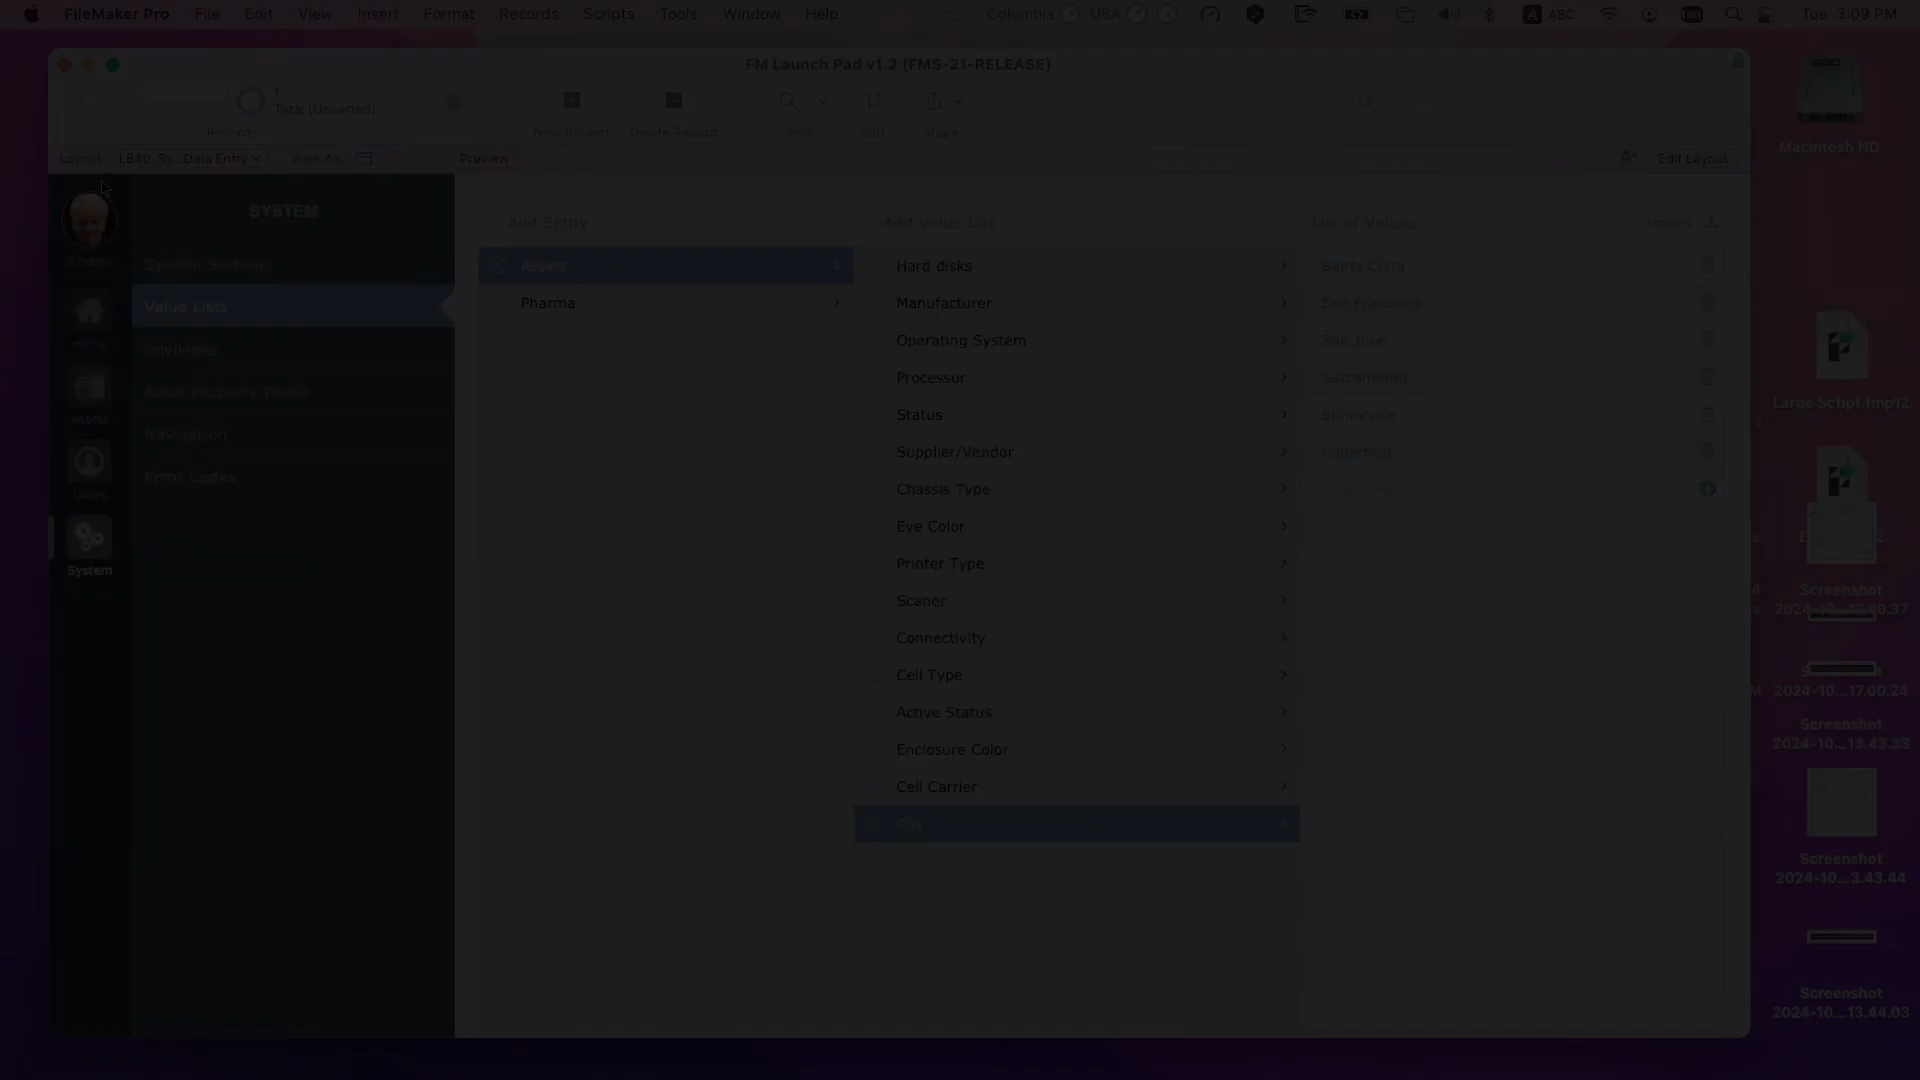 FileMaker Pro File Edit View Insert Format Records Scripts Tools Window Help Colombia USA A ABC Tue 3:09 PM
FM Launch Pad v1.2 (FMS-21-RELEASE)
1
Total (Unsorted)
Records New Record Delete Record Find Sort Share
Layout: L840_Sy...Data Entry View As: Preview Edit Layout
Macintosh HD
SYSTEM
System Settings
Value Lists
Privileges
Navigation
Error Codes
Home
Assets
Users
System
Add Entity
Assets
Pharma
Add Value List
Hard disks
Manufacturer
Operating System
Processor
Status
Supplier/Vendor
Chassis Type
Eye Color
Printer Type
Scaner
Connectivity
Cell Type
Active Status
Enclosure Color
Cell Carrier
City
List of Values Import
Santa Clara
San Jose
Sacramento
Sunnyvale
Cupertino
Large Sctipt.fmp12
Screenshot
Screenshot
2024-10...13.43.33
Screenshot
2024-10...3.43.44
Screenshot
2024-10...13.44.03
2024-10...17.00.24